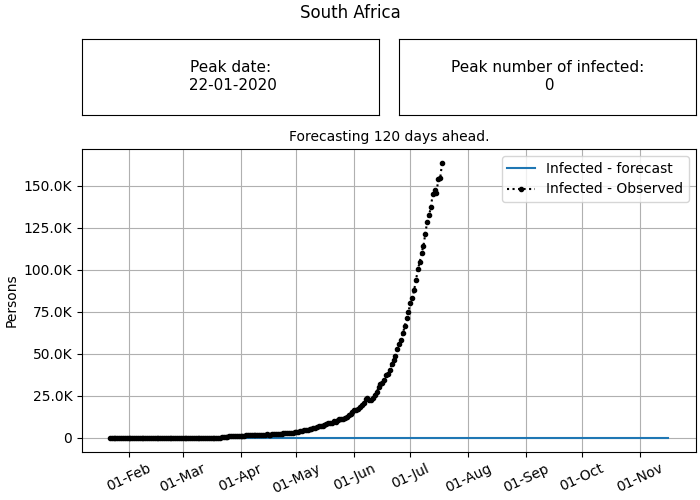 South Africa
Peak date:
22-01-2020
Peak number of infected:
0
Forecasting 120 days ahead.
Infected - forecast
Infected - Observed
150.0K
125.0K
100.0K
75.0K
50.0K
25.0K
0
Persons
01-Feb
01-Mar
01-Apr
01-May
01-Jun
01-Jul
01-Aug
01-Sep
01-Oct
01-Nov